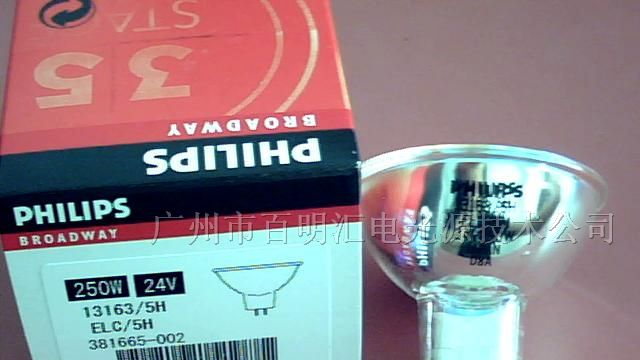 STA
35
BROADWAY
PHILIPS
PHILIPS
BROADWAY
250W 24V
13163/5H
ELC/5H
381665-002
PHILIPS
广州市百明汇电光源技术公司